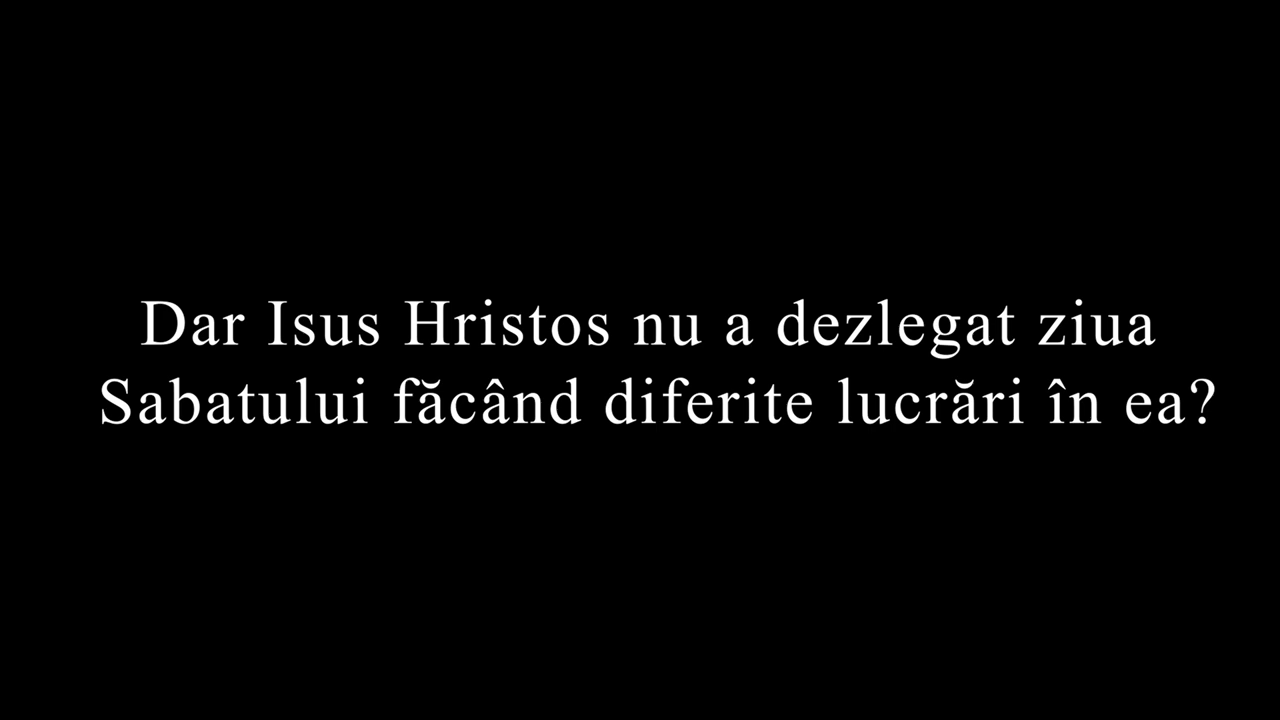 Dar Isus Hristos nu a dezlegat ziua
Sabatului făcând diferite lucrări în ea?